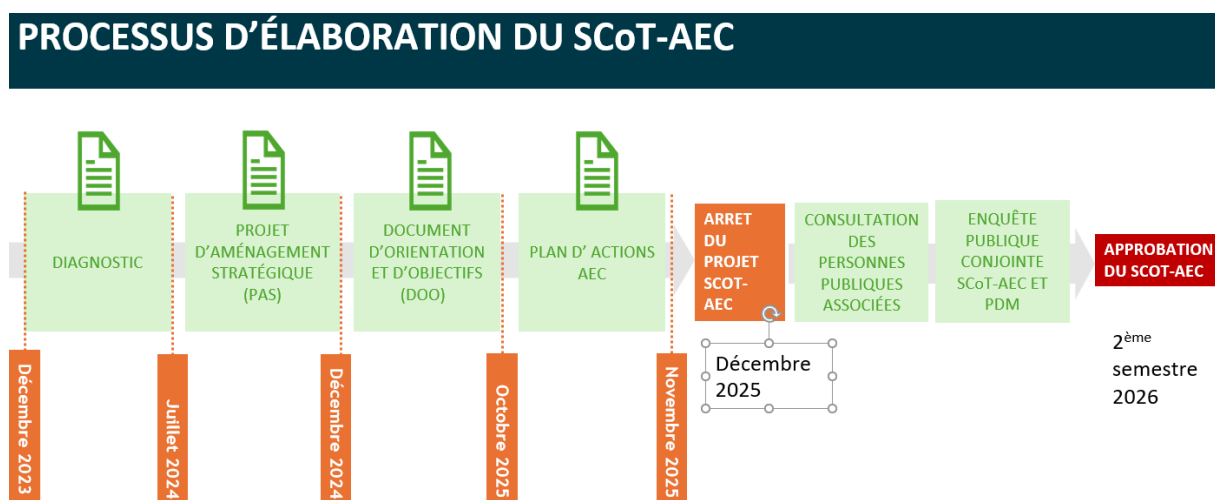 PROCESSUS D'ÉLABORATION DU SCoT-AEC
DIAGNOSTIC
PROJET
D'AMÉNAGEMENT
STRATÉGIQUE
(PAS)
DOCUMENT
D'ORIENTATION
ET D'OBJECTIFS
(DOO)
PLAN D' ACTIONS
AEC
ARRET
DU
PROJET
SCOT-
AEC
CONSULTATION
DES
PERSONNES
PUBLIQUES
ASSOCIÉES
ENQUÊTE
PUBLIQUE
CONJOINTE
SCoT-AEC ET
PDM
APPROBATION
DU SCOT-AEC
Décembre 2023
Juillet 2024
Décembre 2024
Octobre 2025
Novembre 2025
Décembre
2025
2ème
semestre
2026